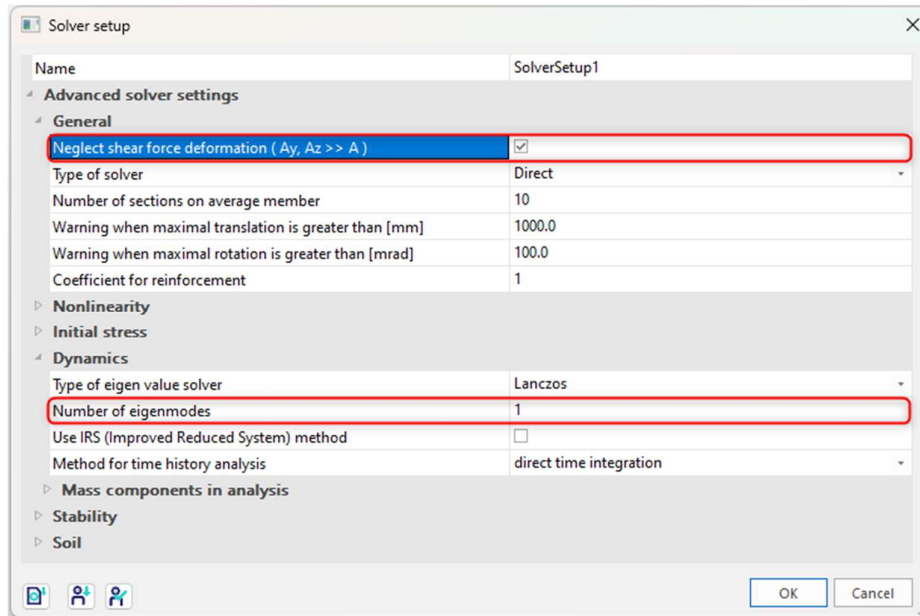 Solver setup
Name SolverSetup1
Advanced solver settings
General
Neglect shear force deformation ( Ay, Az >> A )
Type of solver Direct
Number of sections on average member 10
Warning when maximal translation is greater than [mm] 1000.0
Warning when maximal rotation is greater than [mrad] 100.0
Coefficient for reinforcement 1
Nonlinearity
Initial stress
Dynamics
Type of eigen value solver Lanczos
Number of eigenmodes 1
Use IRS (Improved Reduced System) method
Method for time history analysis direct time integration
Mass components in analysis
Stability
Soil
OK Cancel